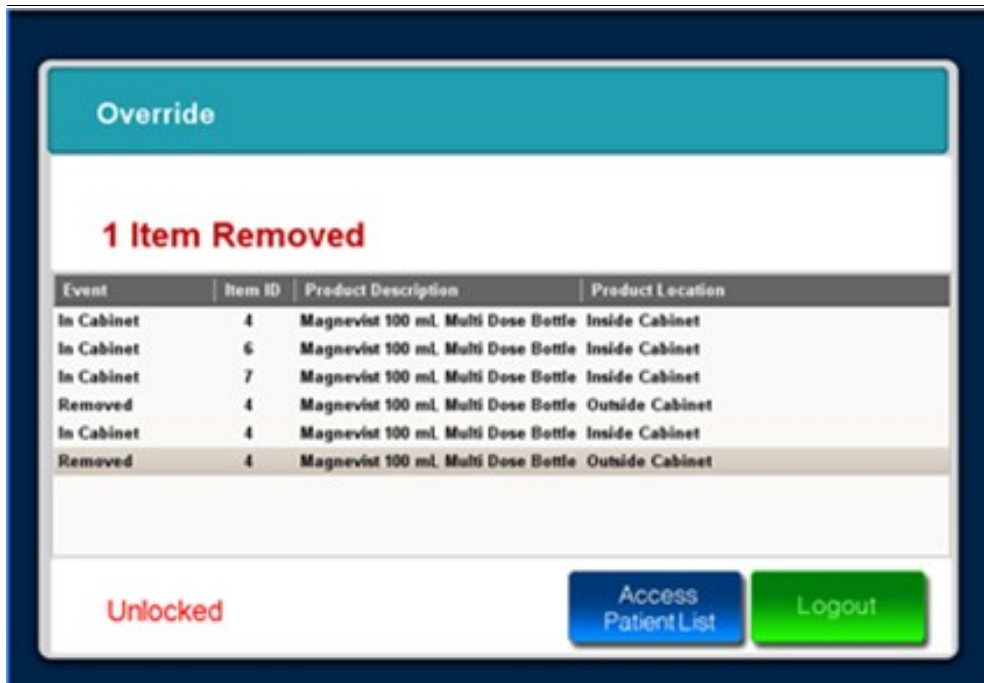 Override
1 Item Removed
Event Item ID Product Description Product Location
In Cabinet 4 Magnevist 100 mL Multi Dose Bottle Inside Cabinet
In Cabinet 6 Magnevist 100 mL Multi Dose Bottle Inside Cabinet
In Cabinet 7 Magnevist 100 mL Multi Dose Bottle Inside Cabinet
Removed 4 Magnevist 100 mL Multi Dose Bottle Outside Cabinet
In Cabinet 4 Magnevist 100 mL Multi Dose Bottle Inside Cabinet
Removed 4 Magnevist 100 mL Multi Dose Bottle Outside Cabinet
Unlocked
Access
Patient List
Logout